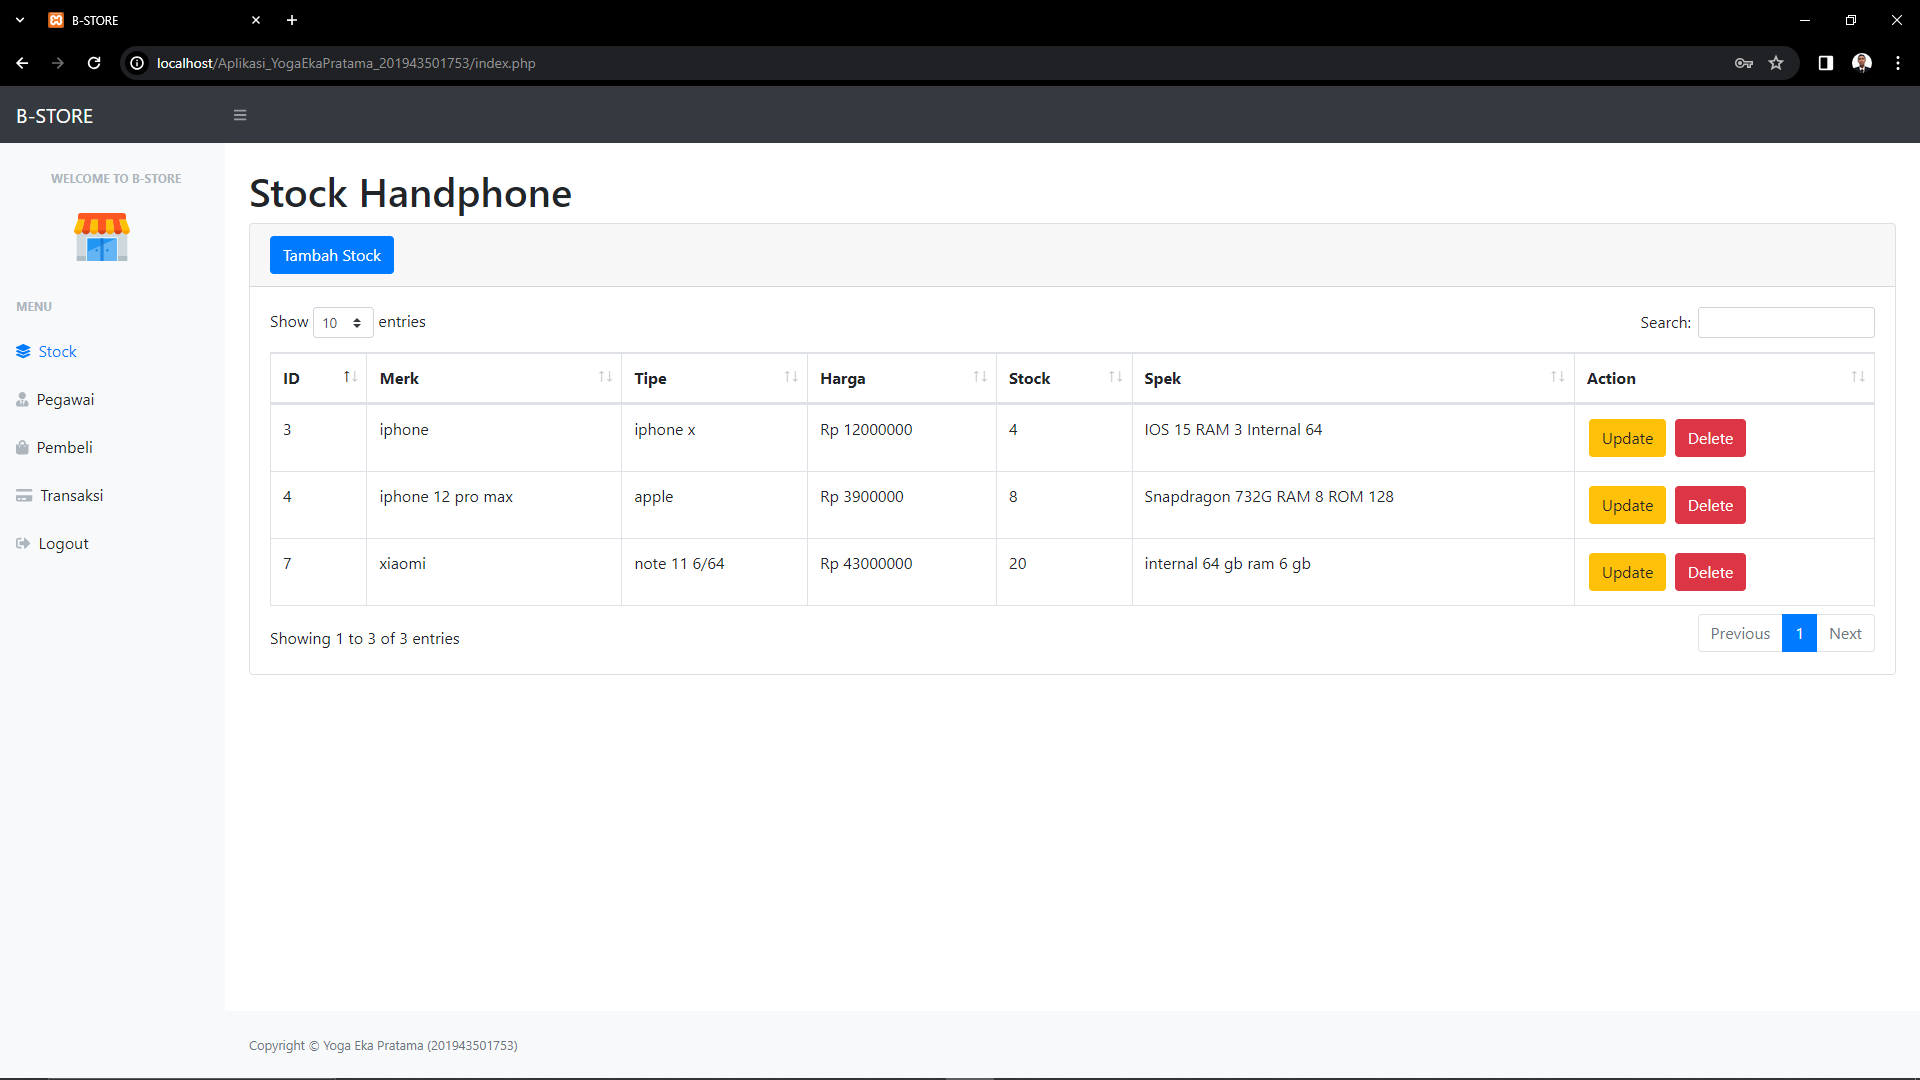 B-STORE
localhost/Aplikasi_YogaEkaPratama_201943501753/index.php
B-STORE
WELCOME TO B-STORE
MENU
Stock
Pegawai
Pembeli
Transaksi
Logout
Stock Handphone
Tambah Stock
Show 10 entries
Search:
ID Merk Tipe Harga Stock Spek Action
3 iphone iphone x Rp 12000000 4 IOS 15 RAM 3 Internal 64 Update Delete
4 iphone 12 pro max apple Rp 3900000 8 Snapdragon 732G RAM 8 ROM 128 Update Delete
7 xiaomi note 11 6/64 Rp 43000000 20 internal 64 gb ram 6 gb Update Delete
Showing 1 to 3 of 3 entries
Previous 1 Next
Copyright © Yoga Eka Pratama (201943501753)